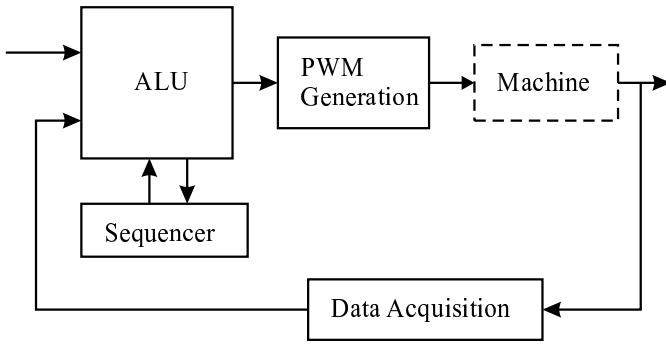 ALU
PWM
Generation
Machine
Sequencer
Data Acquisition